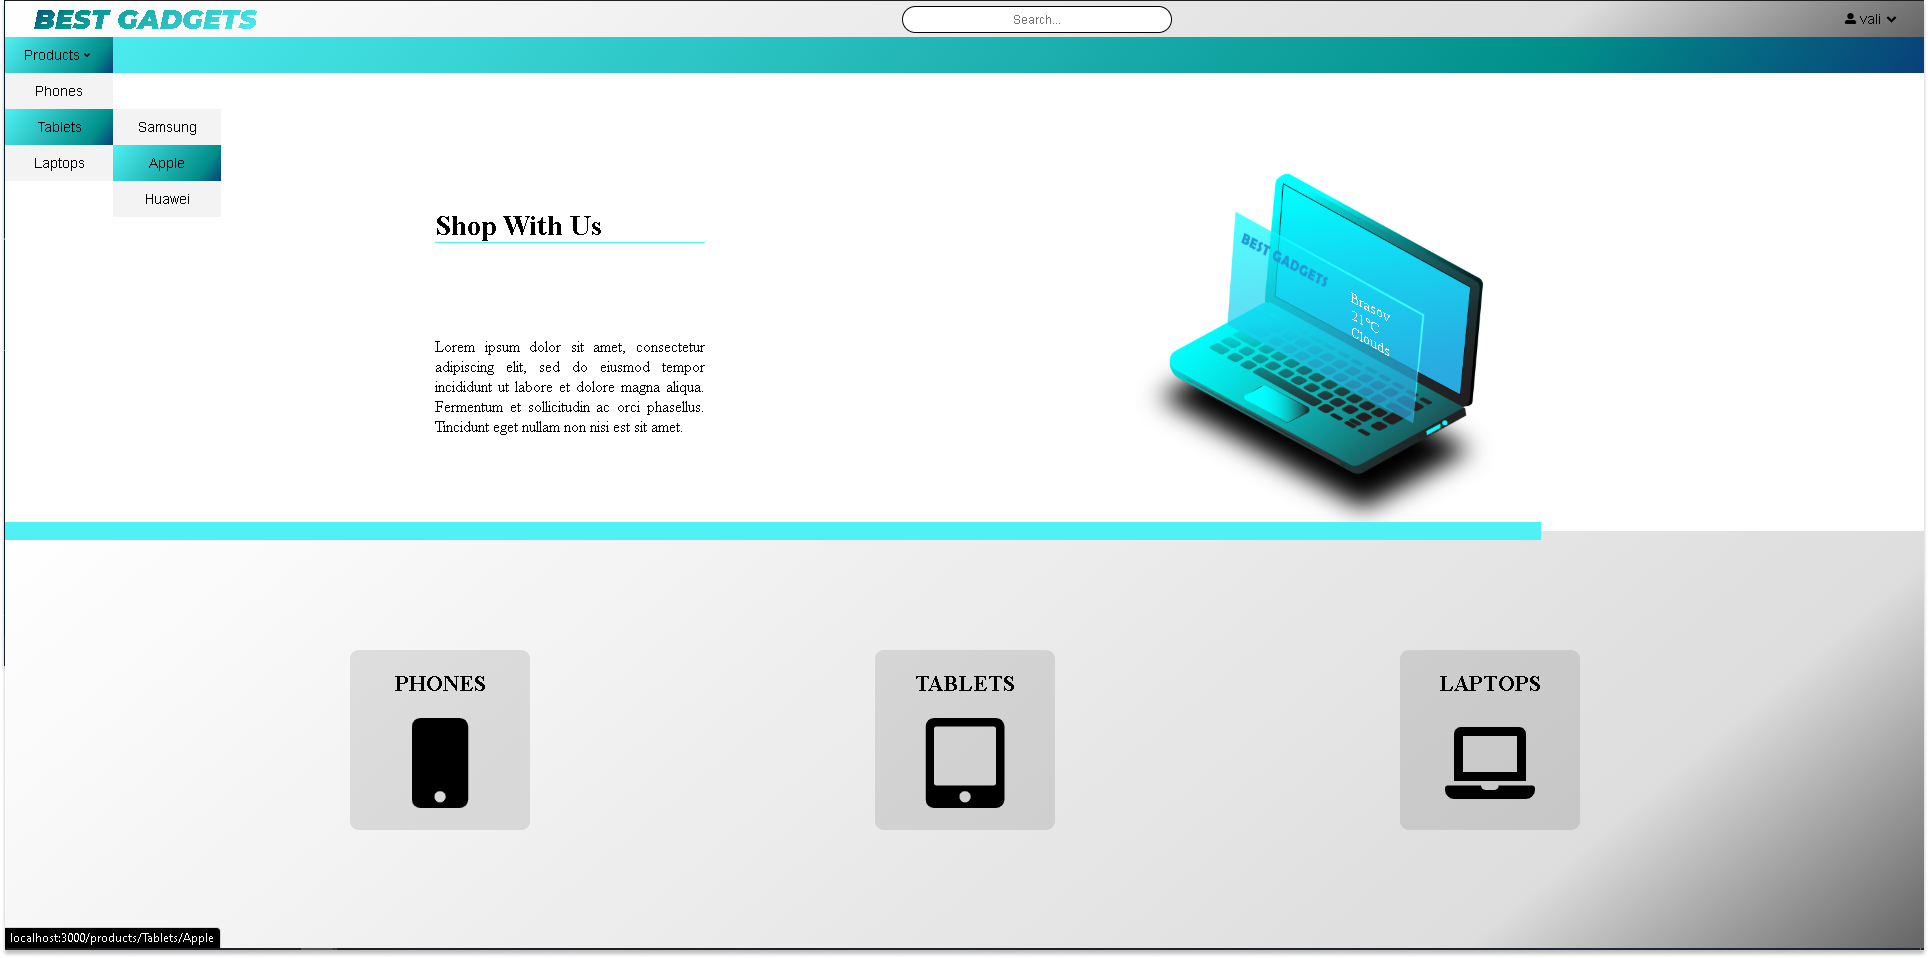 BEST GADGETS
Search...
vali
Products
Phones
Tablets
Samsung
Laptops
Apple
Huawei
Shop With Us
Lorem ipsum dolor sit amet, consectetur
adipiscing elit, sed do eiusmod tempor
incididunt ut labore et dolore magna aliqua.
Fermentum et sollicitudin ac orci phasellus.
Tincidunt eget nullam non nisi est sit amet.
BEST GADGETS
Brasov
21°C
Clouds
PHONES
TABLETS
LAPTOPS
localhost:3000/products/Tablets/Apple